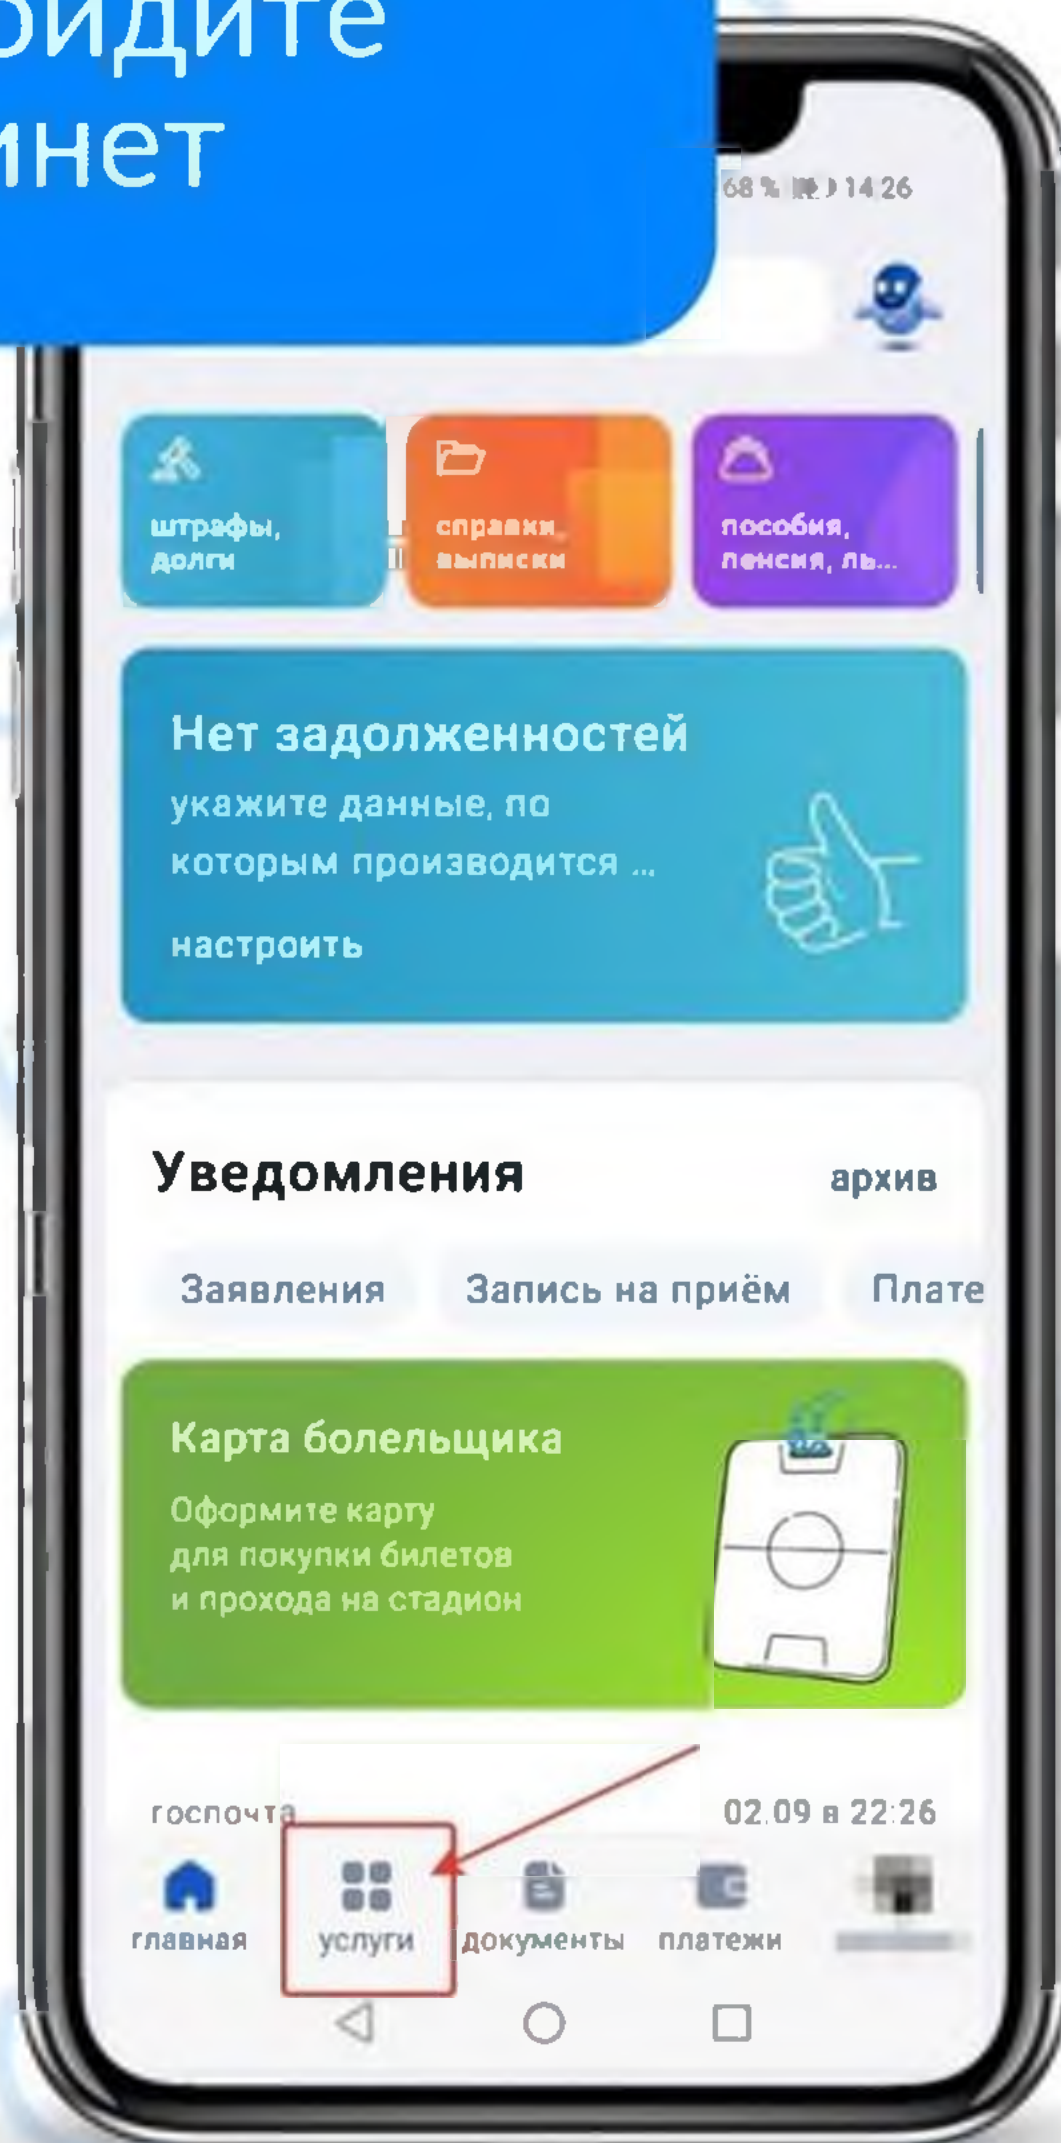 ойдите
инет
68 % 14:26
штрафы,
долги
справки,
выписки
пособия,
пенсия, ль...
Нет задолженностей
укажите данные, по
которым производится ...
настроить
Уведомления
архив
Заявления
Запись на приём
Плате
Карта болельщика
Оформите карту
для покупки билетов
и прохода на стадион
госпочта
02.09 в 22:26
главная
услуги
документы
платежи